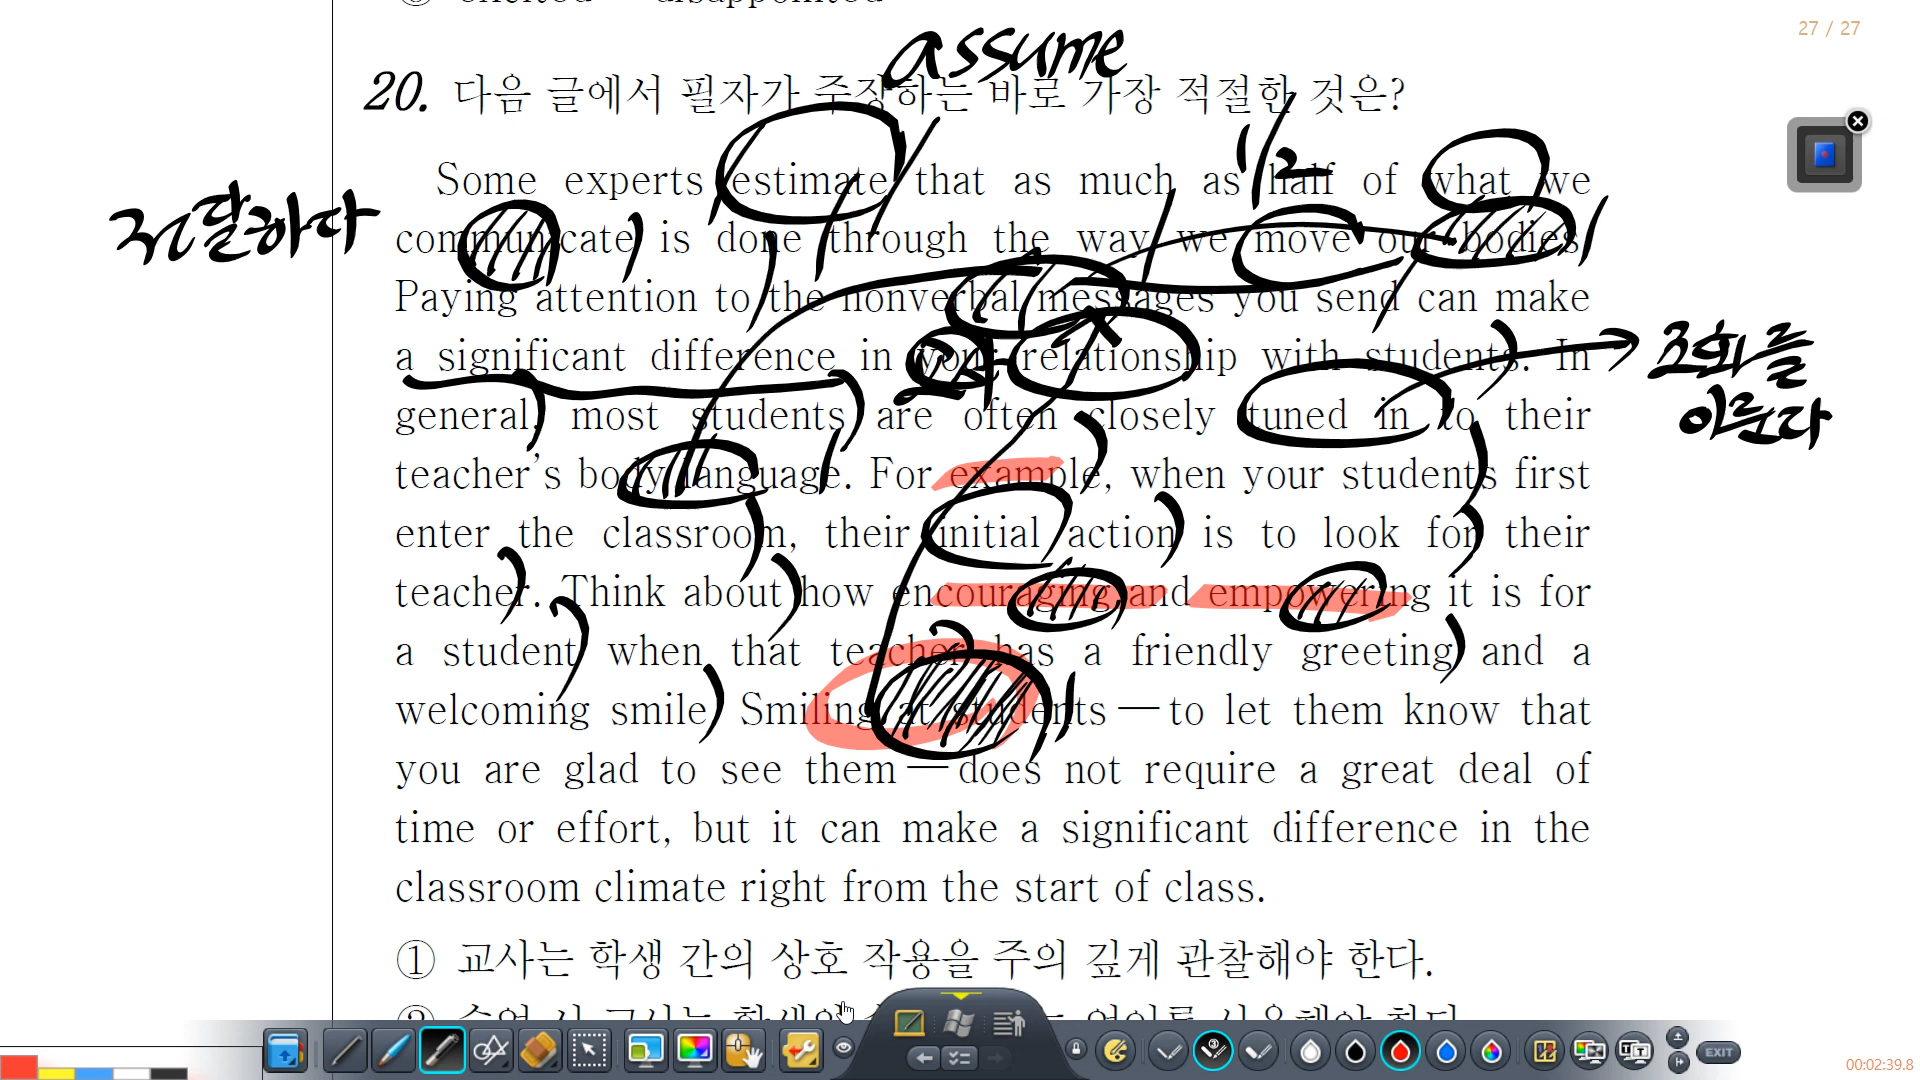 27 / 27
assume
20. 다음 글에서 필자가 주장하는 바로 가장 적절한 것은?
1/2
Some experts estimate that as much as half of what we
전달하다
communicate is done through the way we move our bodies.
Paying attention to the nonverbal messages you send can make
a significant difference in your relationship with students. In
조화를
이룬다
general, most students are often closely tuned in to their
teacher's body language. For example, when your students first
enter the classroom, their initial action is to look for their
teacher. Think about how encouraging and empowering it is for
a student when that teacher has a friendly greeting and a
welcoming smile. Smiling at students — to let them know that
you are glad to see them — does not require a great deal of
time or effort, but it can make a significant difference in the
classroom climate right from the start of class.
① 교사는 학생 간의 상호 작용을 주의 깊게 관찰해야 한다.
EXIT
00:02:39.8